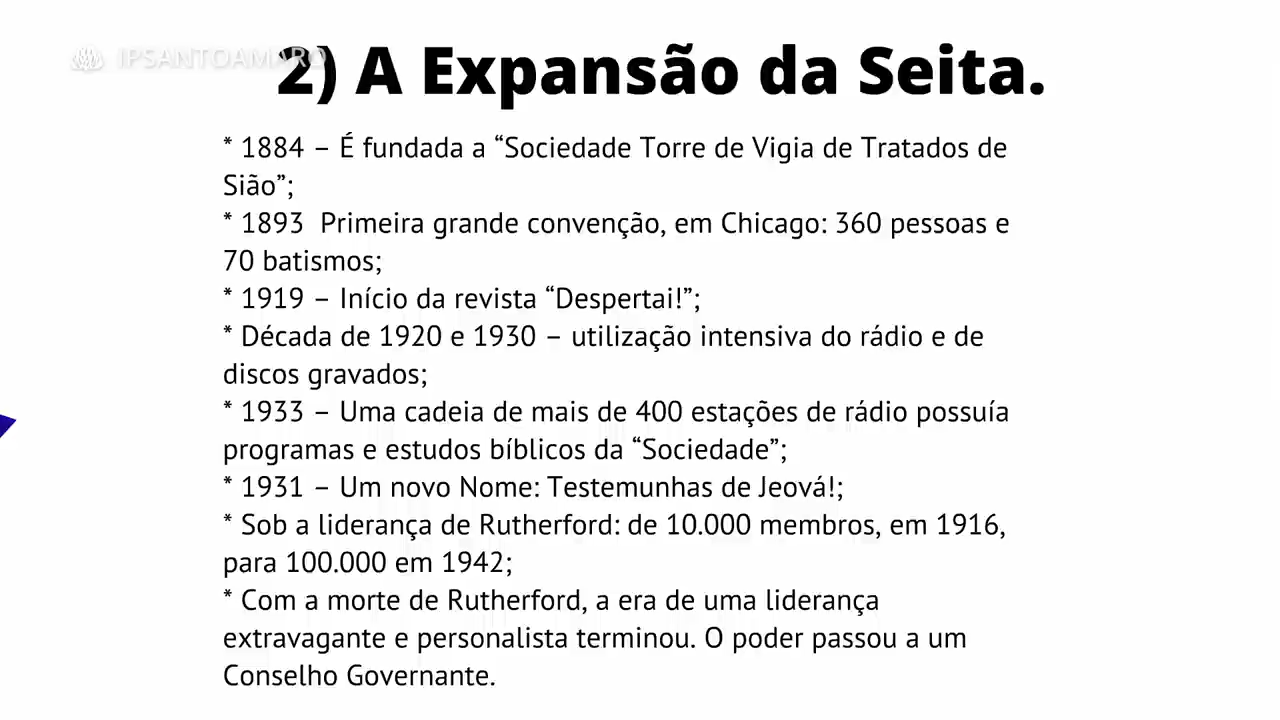 IPSANTOAMARO
2) A Expansão da Seita.
* 1884 – É fundada a “Sociedade Torre de Vigia de Tratados de
Sião”;
* 1893  Primeira grande convenção, em Chicago: 360 pessoas e
70 batismos;
* 1919 – Início da revista “Despertai!”;
* Década de 1920 e 1930 – utilização intensiva do rádio e de
discos gravados;
* 1933 – Uma cadeia de mais de 400 estações de rádio possuía
programas e estudos bíblicos da “Sociedade”;
* 1931 – Um novo Nome: Testemunhas de Jeová!;
* Sob a liderança de Rutherford: de 10.000 membros, em 1916,
para 100.000 em 1942;
* Com a morte de Rutherford, a era de uma liderança
extravagante e personalista terminou. O poder passou a um
Conselho Governante.